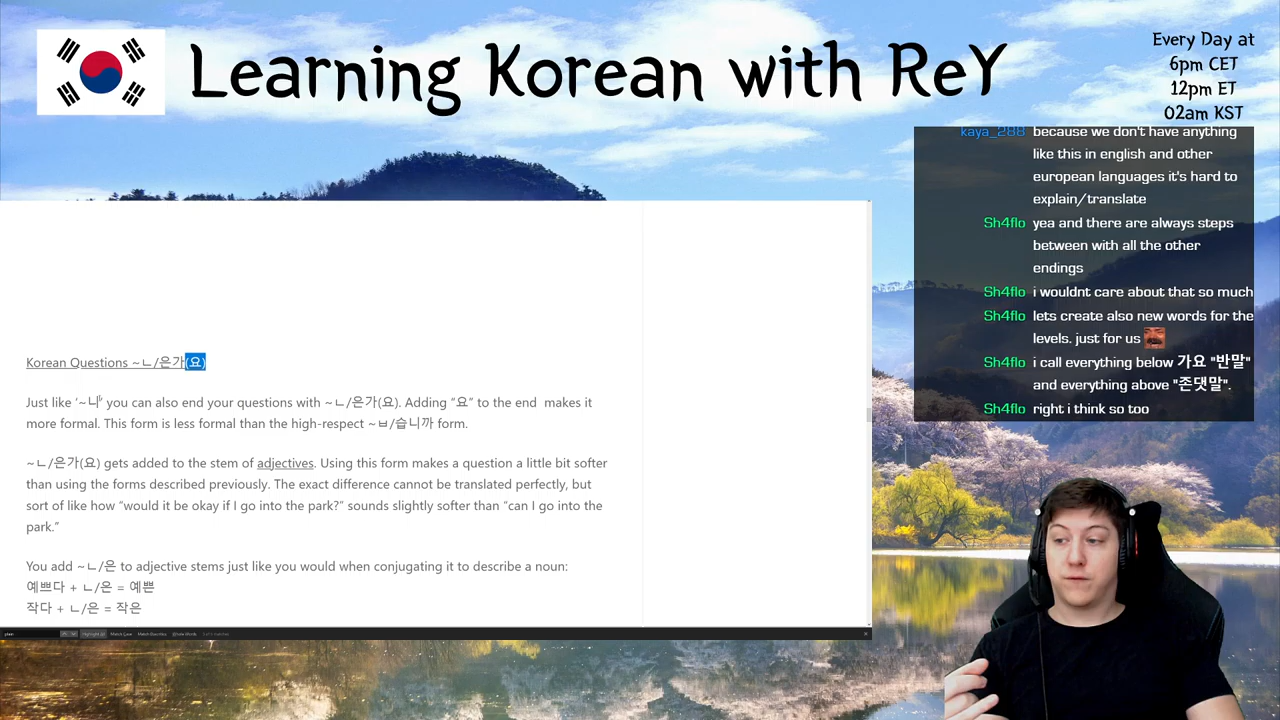 Learning Korean with ReY
Every Day at
6pm CET
12pm ET
02am KST
kaya_288 because we don't have anything
like this in english and other
european languages it's hard to
explain/translate
Sh4flo yea and there are always steps
between with all the other
endings
Sh4flo i wouldnt care about that so much
Sh4flo lets create also new words for the
levels. just for us
Sh4flo i call everything below 가요 "반말"
and everything above "존댓말".
Sh4flo right i think so too
Korean Questions ~ㄴ/은가(요)
Just like ‘~니’ you can also end your questions with ~ㄴ/은가(요). Adding “요” to the end makes it
more formal. This form is less formal than the high-respect ~ㅂ/습니까 form.
~ㄴ/은가(요) gets added to the stem of adjectives. Using this form makes a question a little bit softer
than using the forms described previously. The exact difference cannot be translated perfectly, but
sort of like how “would it be okay if I go into the park?” sounds slightly softer than “can I go into the
park.”
You add ~ㄴ/은 to adjective stems just like you would when conjugating it to describe a noun:
예쁘다 + ㄴ/은 = 예쁜
작다 + ㄴ/은 = 작은